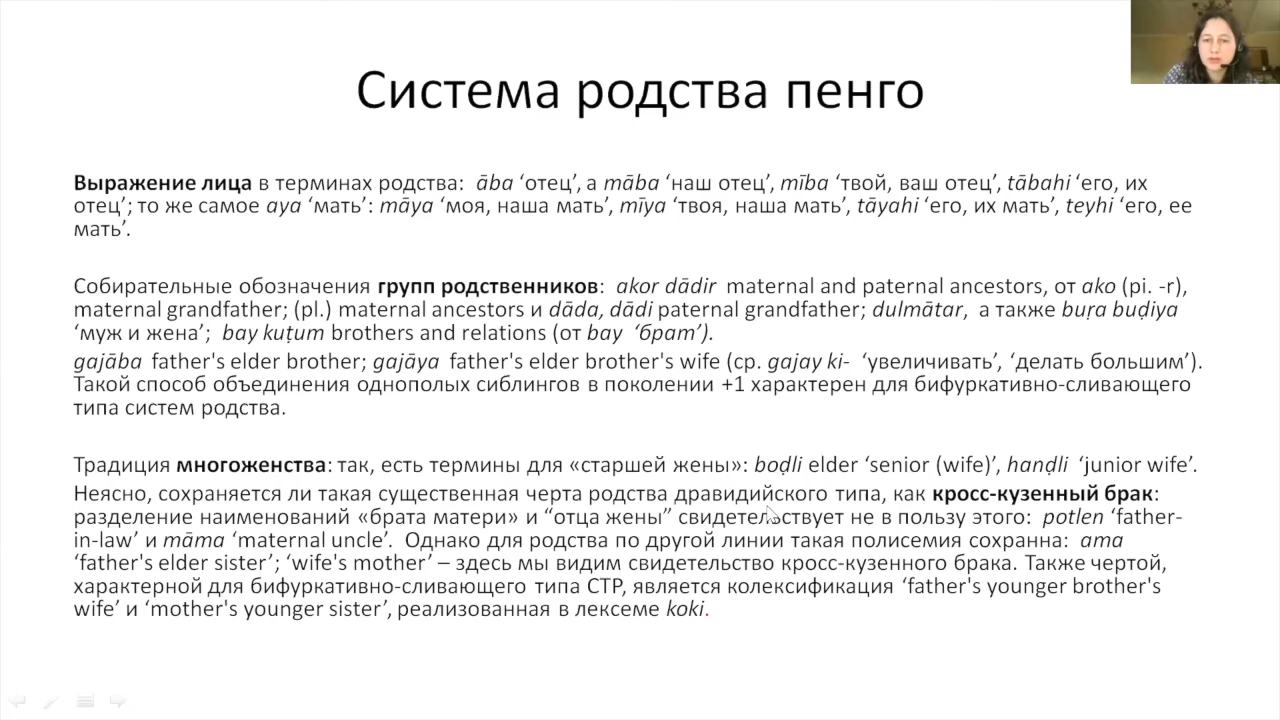 Система родства пенго
Выражение лица в терминах родства:  āba ‘отец’, а māba ‘наш отец’, mība ‘твой, ваш отец’, tābahi ‘его, их
отец’; то же самое aya ‘мать’: māya ‘моя, наша мать’, mīya ‘твоя, наша мать’, tāyahi ‘его, их мать’, teyhi ‘его, ее
мать’.
Собирательные обозначения групп родственников:  akor dādir  maternal and paternal ancestors, от ako (pi. -r),
maternal grandfather; (pl.) maternal ancestors и dāda, dādi paternal grandfather; dulmātar,  а также buṛa buḍiya
‘муж и жена’;  bay kuṭum brothers and relations (от bay  ‘брат’).
gajāba  father's elder brother; gajāya  father's elder brother's wife (ср. gajay ki-  ‘увеличивать’, ‘делать большим’).
Такой способ объединения однополых сиблингов в поколении +1 характерен для бифуркативно-сливающего
типа систем родства.
Традиция многоженства: так, есть термины для «старшей жены»: boḍli elder ‘senior (wife)’, hanḍli  ‘junior wife’.
Неясно, сохраняется ли такая существенная черта родства дравидийского типа, как кросс-кузенный брак:
разделение наименований «брата матери» и “отца жены” свидетельствует не в пользу этого:  potlen ‘father-
in-law’ и māma ‘maternal uncle’.  Однако для родства по другой линии такая полисемия сохранна:  ama
‘father's elder sister’; ‘wife's mother’ – здесь мы видим свидетельство кросс-кузенного брака. Также чертой,
характерной для бифуркативно-сливающего типа СТР, является колексификация ‘father's younger brother's
wife’ и ‘mother's younger sister’, реализованная в лексеме koki.